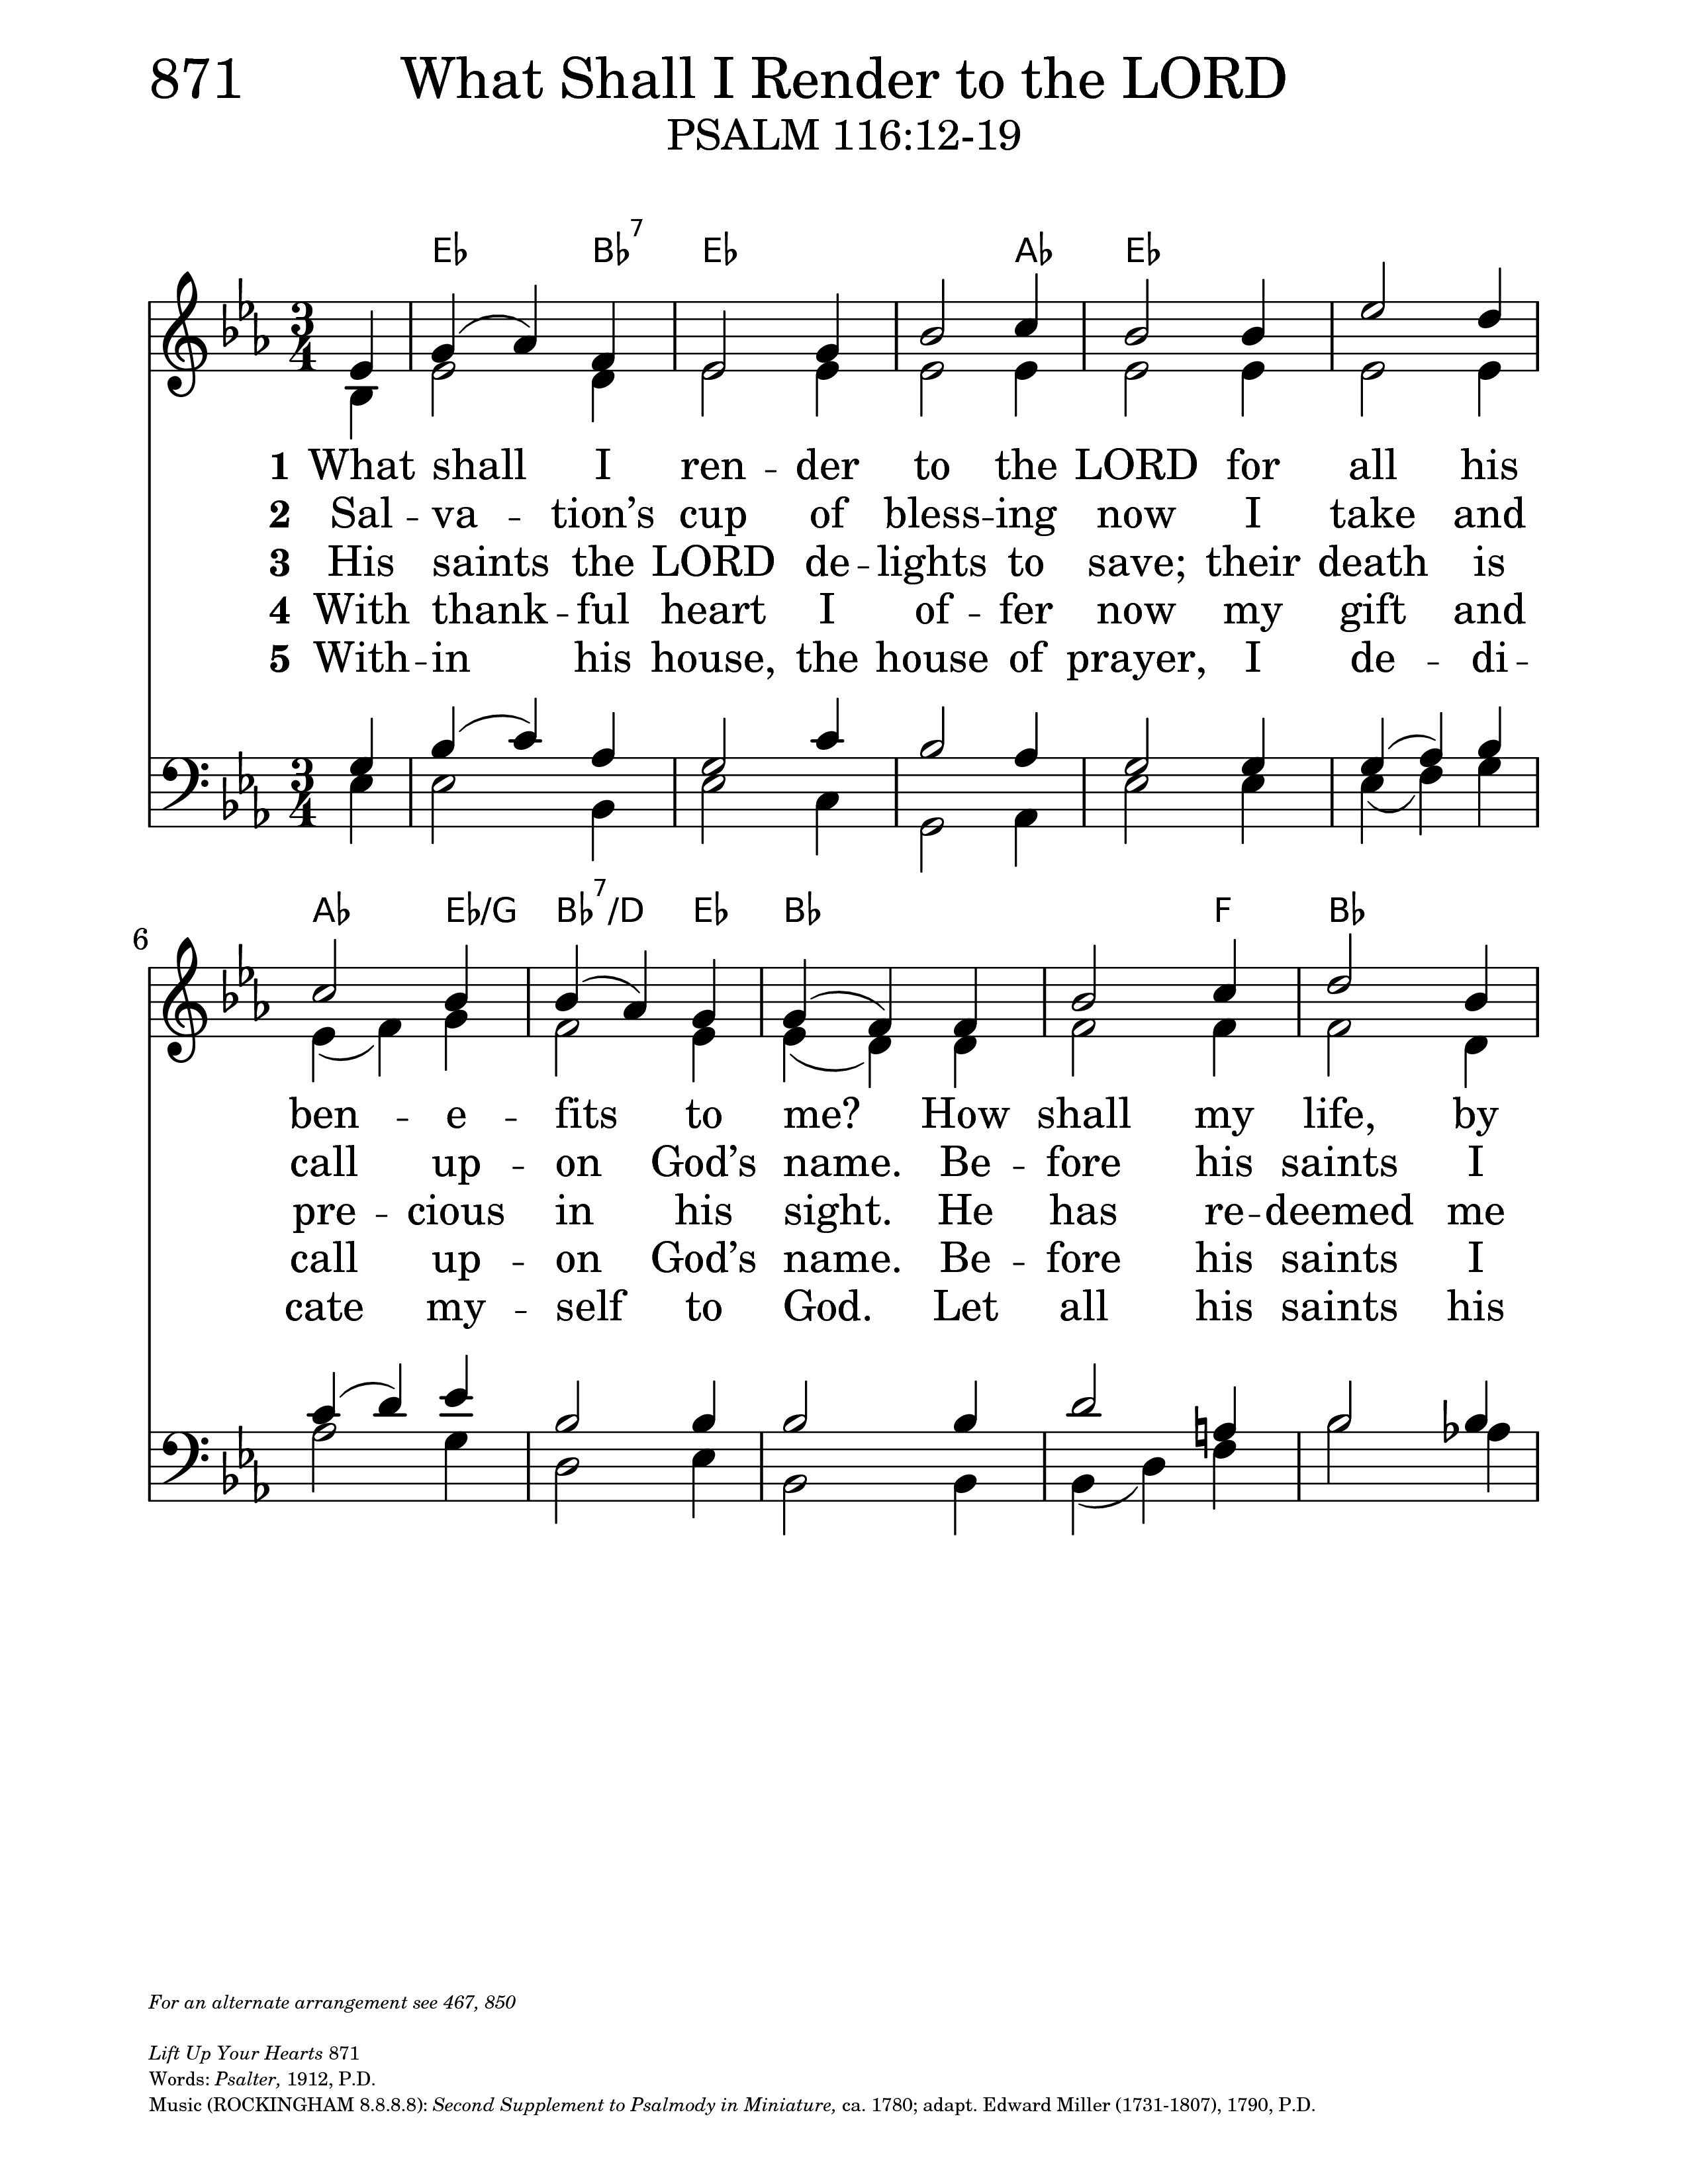 871 What Shall I Render to the LORD
PSALM 116:12-19
E♭ B♭7 E♭ A♭ E♭
3 4
1 What shall I ren - der to the LORD for all his
2 Sal - va - tion’s cup of bless - ing now I take and
3 His saints the LORD de - lights to save; their death is
4 With thank - ful heart I of - fer now my gift and
5 With - in his house, the house of prayer, I de - di -
3 4
A♭ E♭/G B♭7/D E♭ B♭ F B♭
6
ben - e - fits to me? How shall my life, by
call up - on God’s name. Be - fore his saints I
pre - cious in his sight. He has re - deemed me
call up - on God’s name. Be - fore his saints I
cate my - self to God. Let all his saints his
For an alternate arrangement see 467, 850
Lift Up Your Hearts 871
Words: Psalter, 1912, P.D.
Music (ROCKINGHAM 8.8.8.8): Second Supplement to Psalmody in Miniature, ca. 1780; adapt. Edward Miller (1731-1807), 1790, P.D.